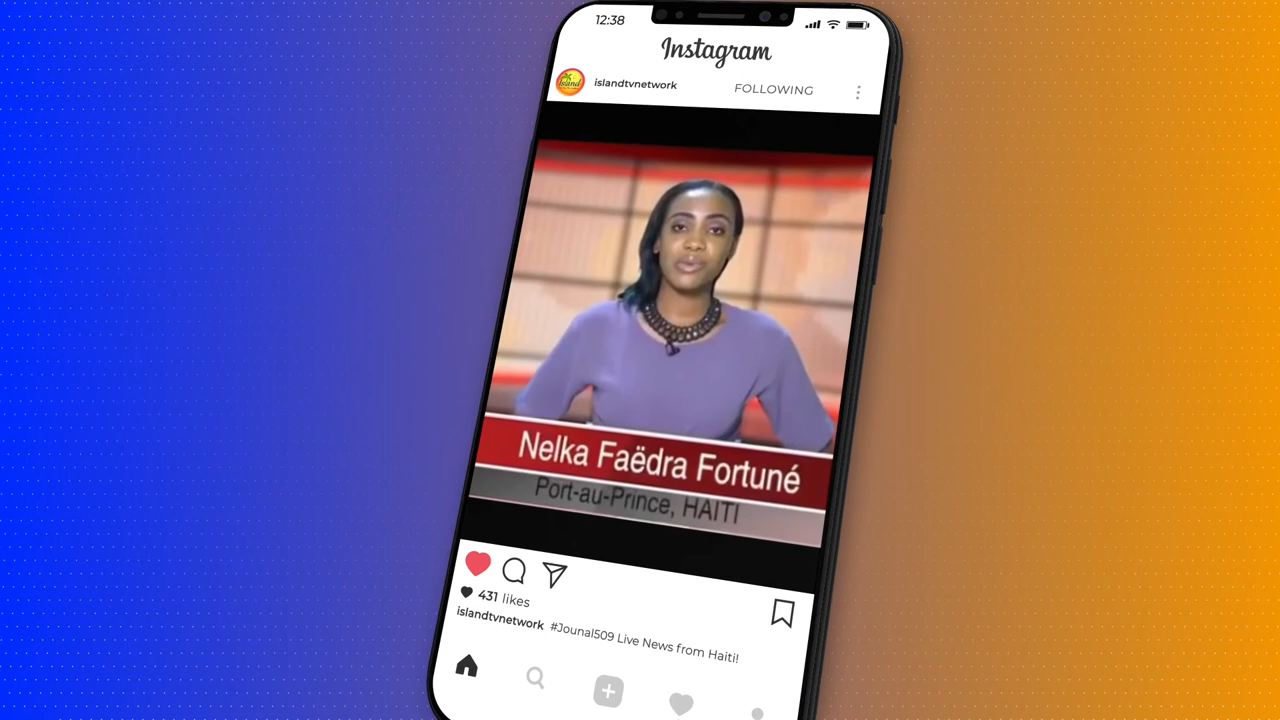 12:38
Instagram
Island
islandtvnetwork
FOLLOWING
Nelka Faëdra Fortuné
Port-au-Prince, HAITI
431 likes
islandtvnetwork #Jounal509 Live News from Haiti!